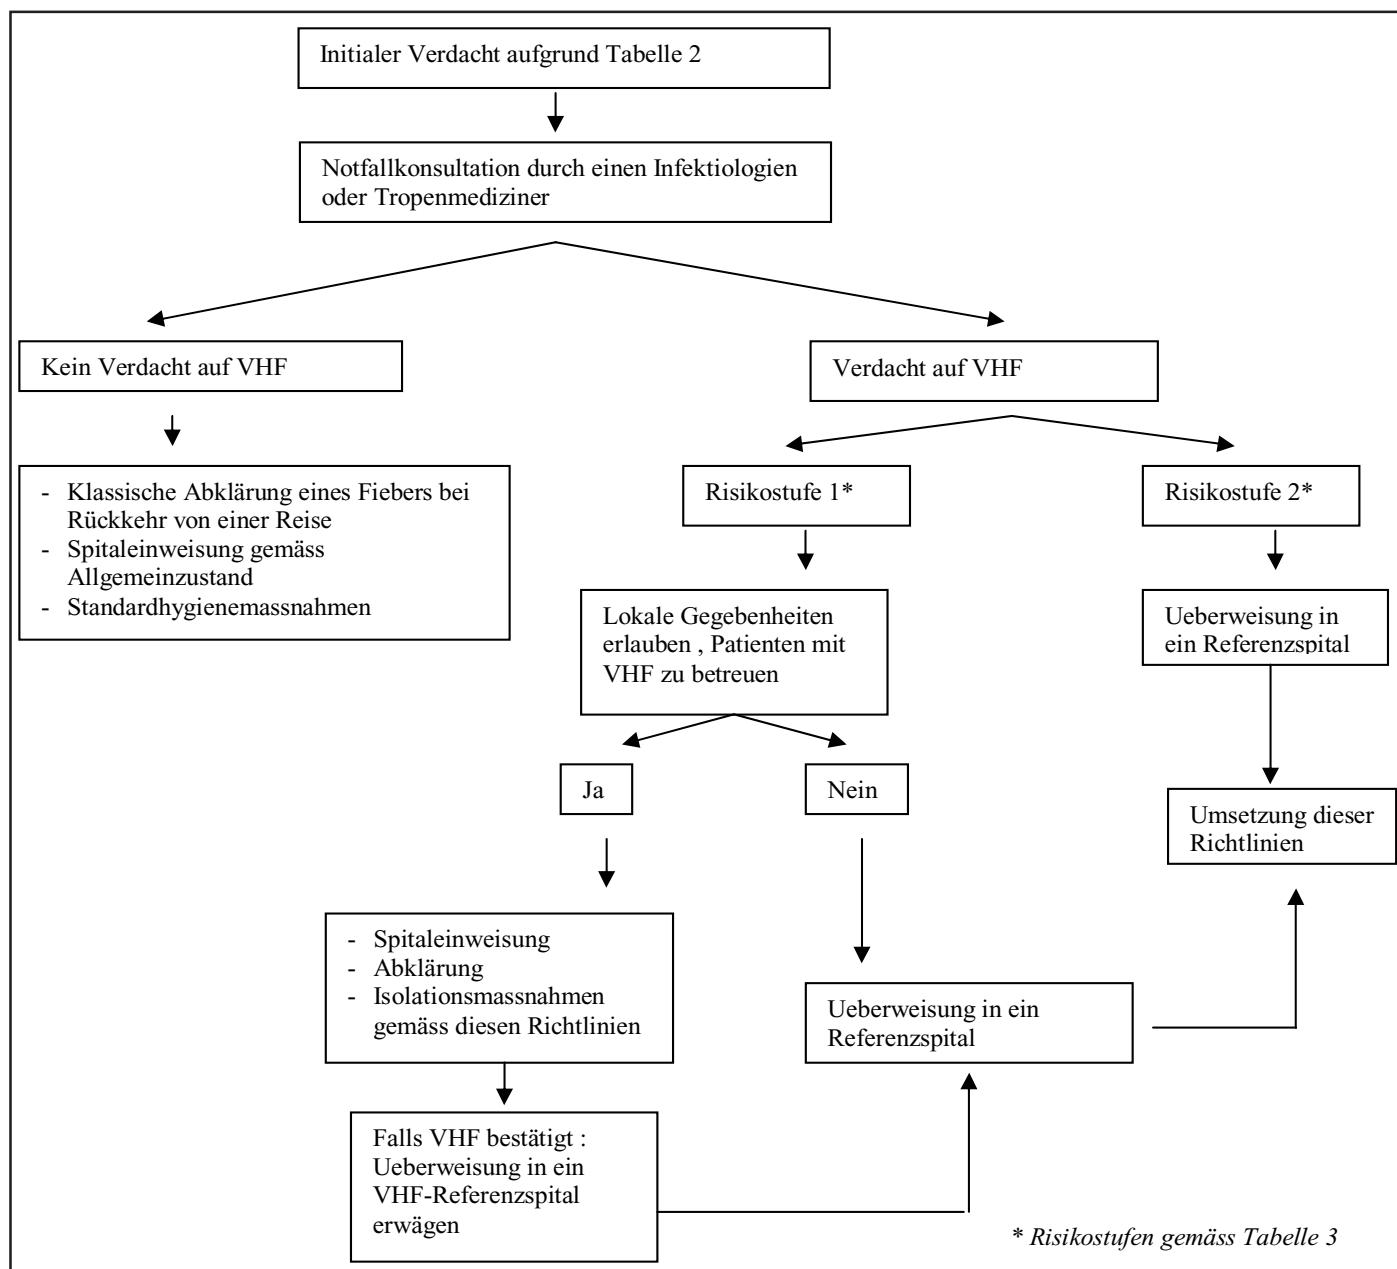 Initialer Verdacht aufgrund Tabelle 2
Notfallkonsultation durch einen Infektiologien
oder Tropenmediziner
Kein Verdacht auf VHF
Verdacht auf VHF
- Klassische Abklärung eines Fiebers bei
Rückkehr von einer Reise
- Spitaleinweisung gemäss
Allgemeinzustand
- Standardhygienemassnahmen
Risikostufe 1*
Risikostufe 2*
Lokale Gegebenheiten
erlauben , Patienten mit
VHF zu betreuen
Ueberweisung in
ein Referenzspital
Ja
Nein
Umsetzung dieser
Richtlinien
- Spitaleinweisung
- Abklärung
- Isolationsmassnahmen
gemäss diesen Richtlinien
Ueberweisung in ein
Referenzspital
Falls VHF bestätigt :
Ueberweisung in ein
VHF-Referenzspital
erwägen
* Risikostufen gemäss Tabelle 3